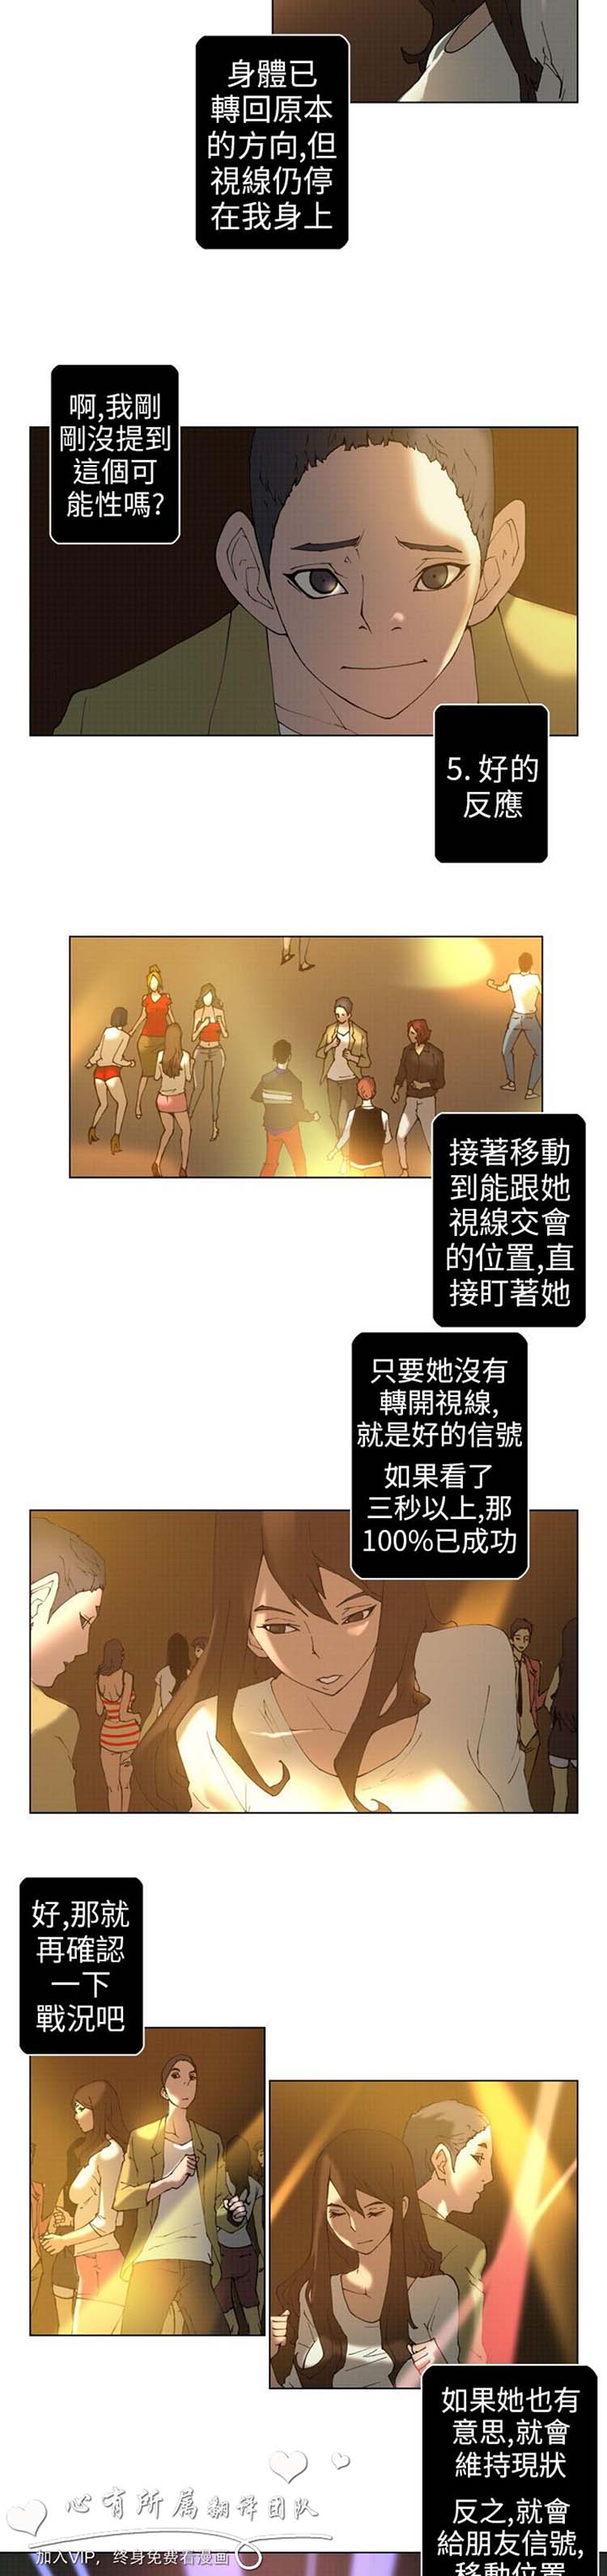 身體已
轉回原本
的方向,但
視線仍停
在我身上
啊,我剛
剛沒提到
這個可
能性嗎?
5. 好的
反應
接著移動
到能跟她
視線交會
的位置,直
接盯著她
只要她沒有
轉開視線,
就是好的信號
如果看了
三秒以上,那
100%已成功
好,那就
再確認
一下
戰況吧
如果她也有
意思,就會
維持現狀
反之,就會
給朋友信號,
移動位置
心有所属翻译团队
加入VIP，终身免费看漫画